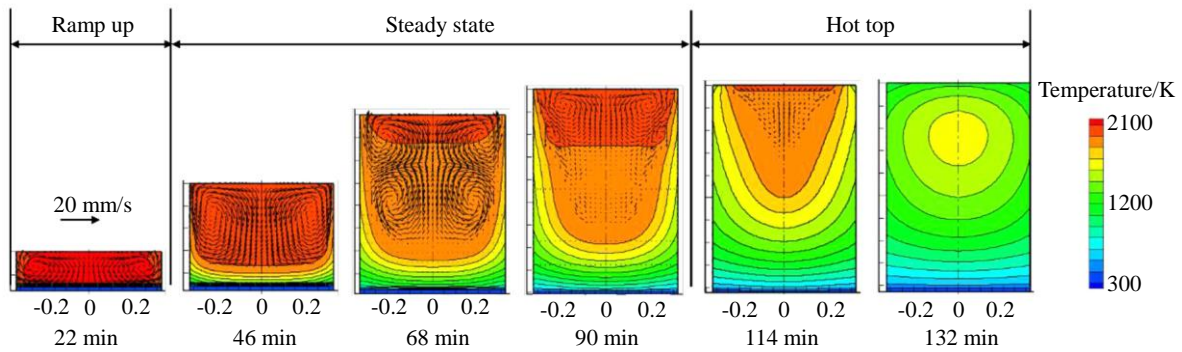 Ramp up
Steady state
Hot top
Temperature/K
2100
1200
300
20 mm/s
-0.2 0 0.2
-0.2 0 0.2
-0.2 0 0.2
-0.2 0 0.2
-0.2 0 0.2
-0.2 0 0.2
22 min
46 min
68 min
90 min
114 min
132 min